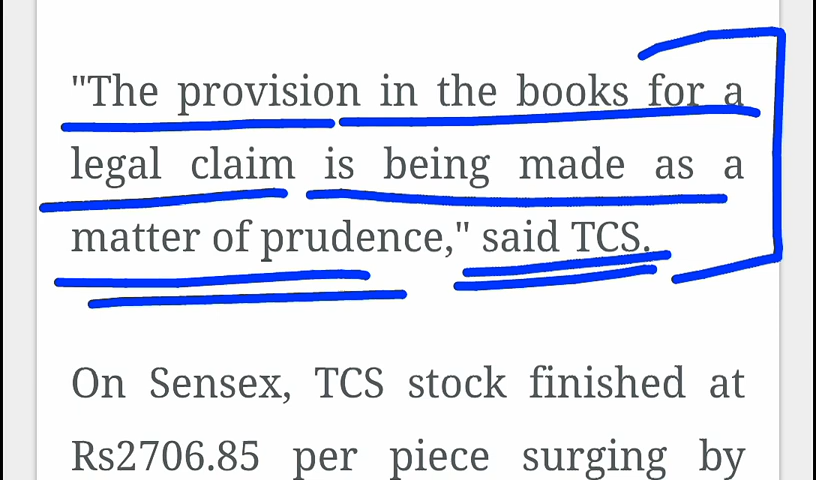 "The provision in the books for a
legal claim is being made as a
matter of prudence," said TCS.
On Sensex, TCS stock finished at
Rs2706.85 per piece surging by